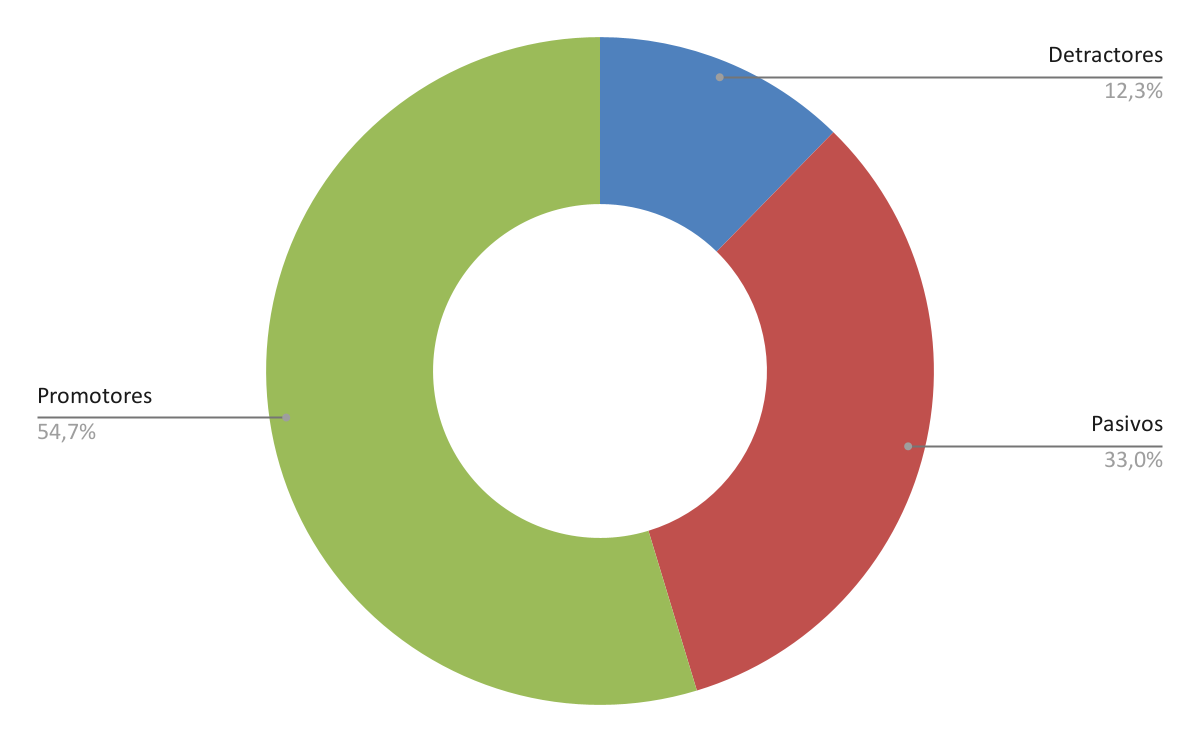 Detractores
12,3%
Promotores
54,7%
Pasivos
33,0%